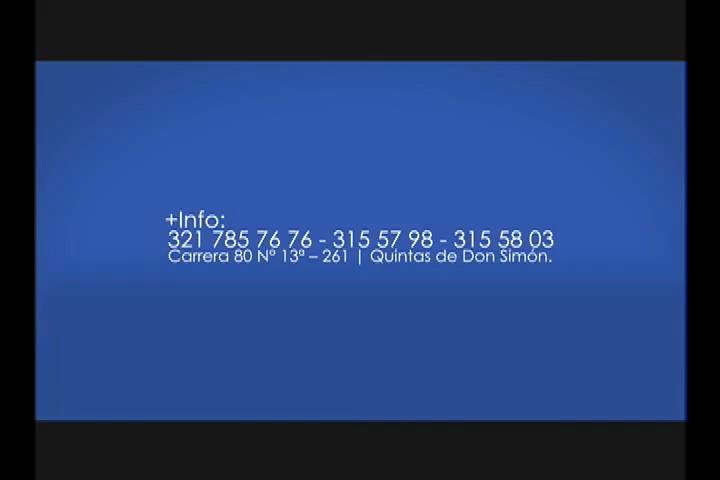 +Info:
321 785 76 76 - 315 57 98 - 315 58 03
Carrera 80 Nº 13ª – 261 | Quintas de Don Simón.